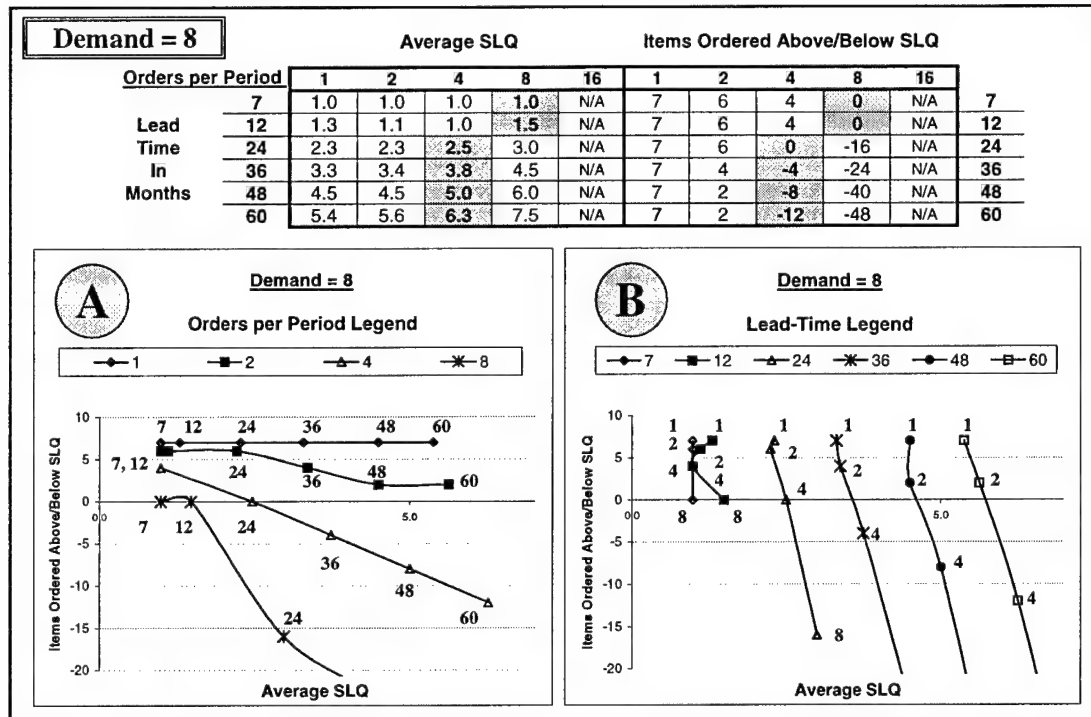 Demand = 8
Average SLQ Items Ordered Above/Below SLQ
Orders per Period 1 2 4 8 16 1 2 4 8 16
7 1.0 1.0 1.0 1.0 N/A 7 6 4 0 N/A 7
Lead 12 1.3 1.1 1.0 1.5 N/A 7 6 4 0 N/A 12
Time 24 2.3 2.3 2.5 3.0 N/A 7 6 0 -16 N/A 24
In 36 3.3 3.4 3.8 4.5 N/A 7 4 -4 -24 N/A 36
Months 48 4.5 4.5 5.0 6.0 N/A 7 2 -8 -40 N/A 48
60 5.4 5.6 6.3 7.5 N/A 7 2 -12 -48 N/A 60
A
Demand = 8
Orders per Period Legend
1 2 4 8
Items Ordered Above/Below SLQ
10
5
0
-5
-10
-15
-20
7 12 24 36 48 60
7, 12 24 36 48 60
0.0 5.0
7 12 24 36 48 60
24
Average SLQ
B
Demand = 8
Lead-Time Legend
7 12 24 36 48 60
Items Ordered Above/Below SLQ
10
5
0
-5
-10
-15
-20
1 1 1 1 1 1
2 2 2 2 2 2
4 4 4 4 4
8 8
0.0 5.0
4
8
Average SLQ